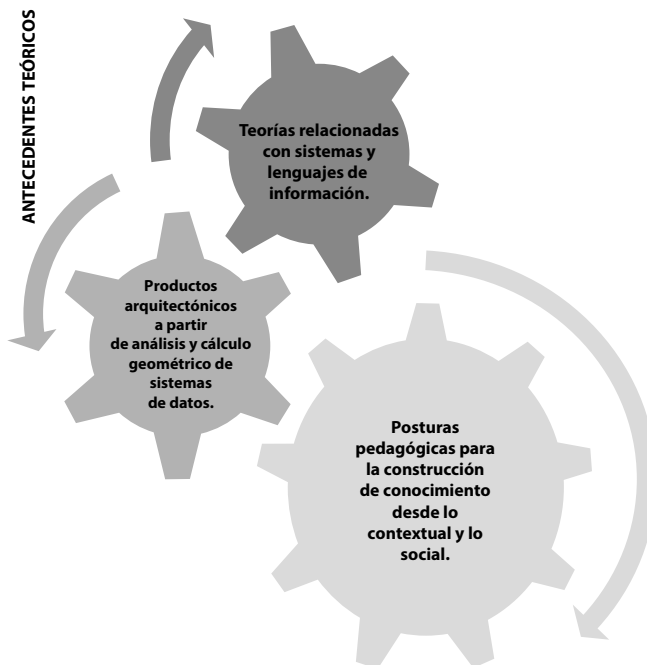 ANTECEDENTES TEÓRICOS
Teorías relacionadas
con sistemas y
lenguajes de
información.
Productos
arquitectónicos
a partir
de análisis y cálculo
geométrico de
sistemas
de datos.
Posturas
pedagógicas para
la construcción
de conocimiento
desde lo
contextual y lo
social.